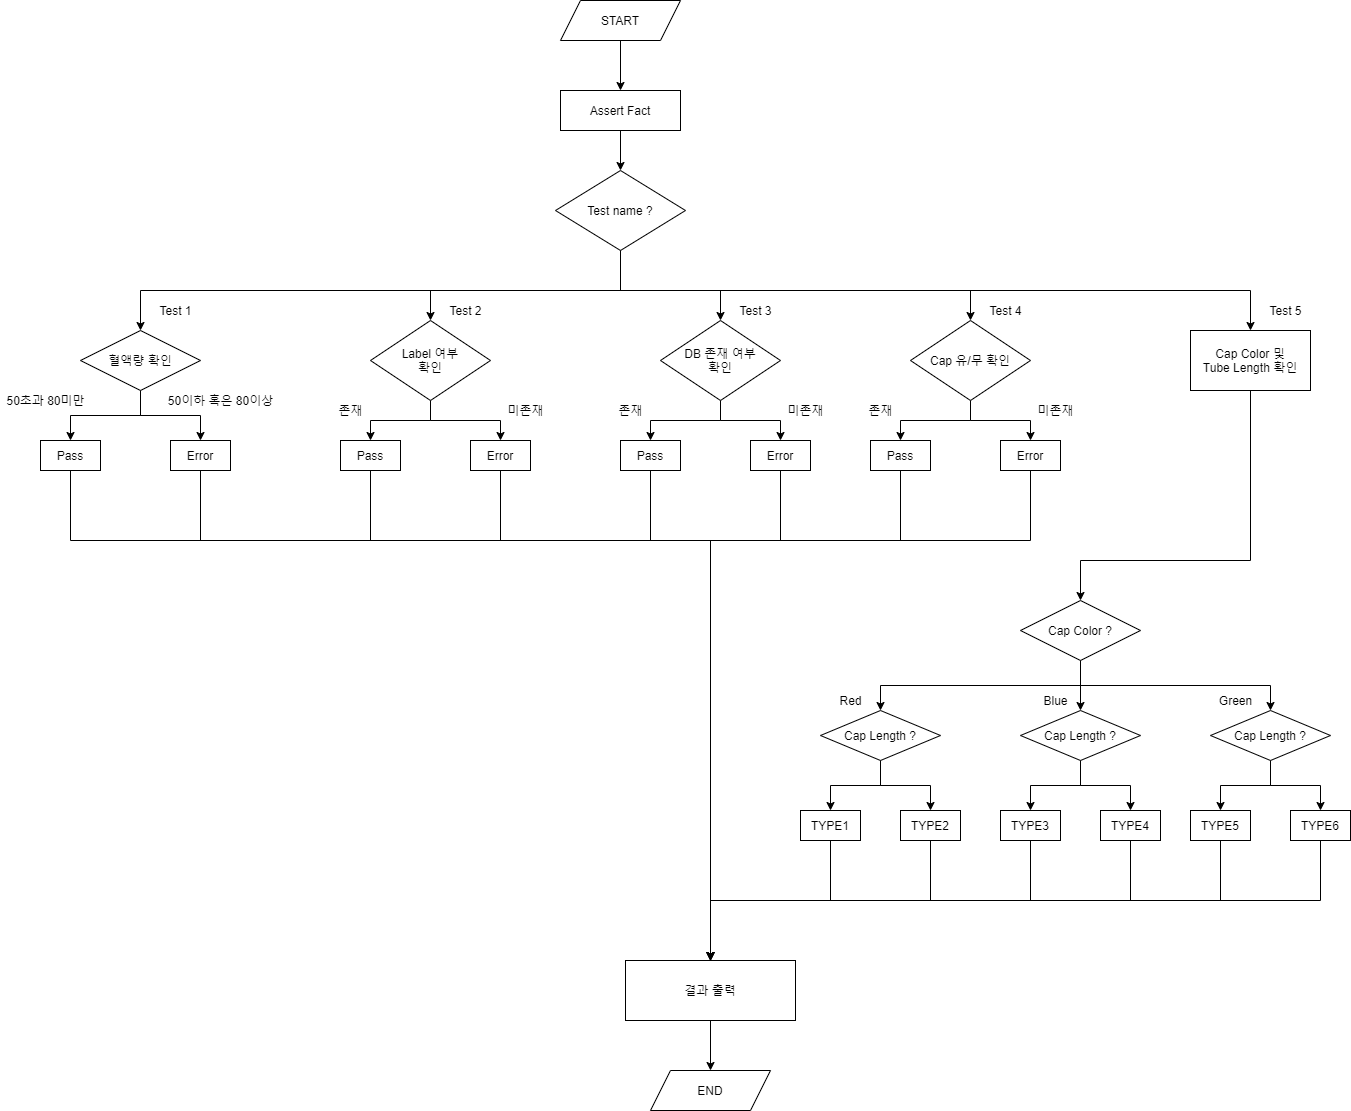 START
Assert Fact
Test name ?
Test 1
Test 2
Test 3
Test 4
Test 5
혈액량 확인
Label 여부
확인
DB 존재 여부
확인
Cap 유/무 확인
Cap Color 및
Tube Length 확인
50초과 80미만
50이하 혹은 80이상
존재
미존재
존재
미존재
존재
미존재
Pass
Error
Pass
Error
Pass
Error
Pass
Error
Cap Color ?
Red
Blue
Green
Cap Length ?
Cap Length ?
Cap Length ?
TYPE1
TYPE2
TYPE3
TYPE4
TYPE5
TYPE6
결과 출력
END